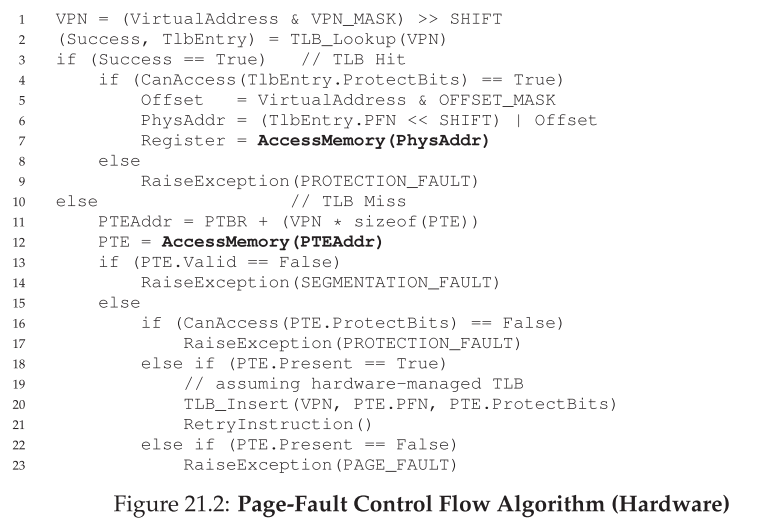 1 VPN = (VirtualAddress & VPN_MASK) >> SHIFT
2 (Success, TlbEntry) = TLB_Lookup(VPN)
3 if (Success == True) // TLB Hit
4 if (CanAccess(TlbEntry.ProtectBits) == True)
5 Offset = VirtualAddress & OFFSET_MASK
6 PhysAddr = (TlbEntry.PFN << SHIFT) | Offset
7 Register = AccessMemory(PhysAddr)
8 else
9 RaiseException(PROTECTION_FAULT)
10 else // TLB Miss
11 PTEAddr = PTBR + (VPN * sizeof(PTE))
12 PTE = AccessMemory(PTEAddr)
13 if (PTE.Valid == False)
14 RaiseException(SEGMENTATION_FAULT)
15 else
16 if (CanAccess(PTE.ProtectBits) == False)
17 RaiseException(PROTECTION_FAULT)
18 else if (PTE.Present == True)
19 // assuming hardware-managed TLB
20 TLB_Insert(VPN, PTE.PFN, PTE.ProtectBits)
21 RetryInstruction()
22 else if (PTE.Present == False)
23 RaiseException(PAGE_FAULT)
Figure 21.2: Page-Fault Control Flow Algorithm (Hardware)